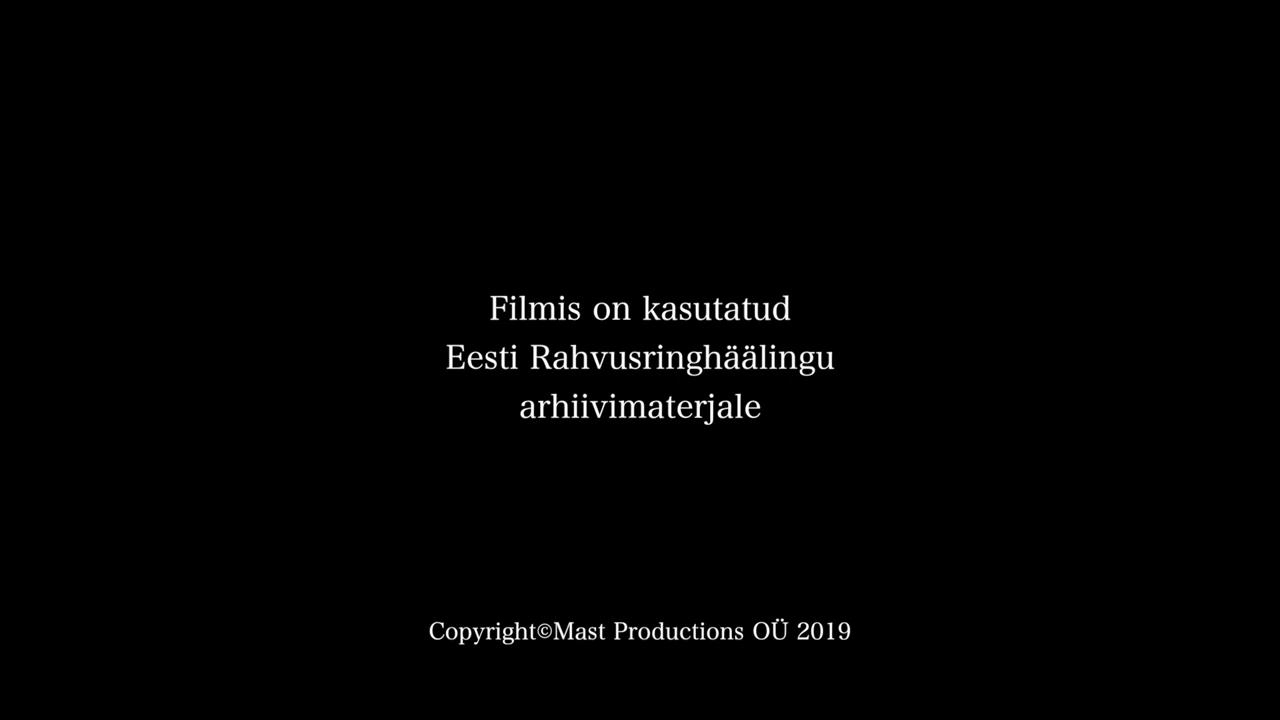 Filmis on kasutatud
Eesti Rahvusringhäälingu
arhiivimaterjale
Copyright©Mast Productions OÜ 2019